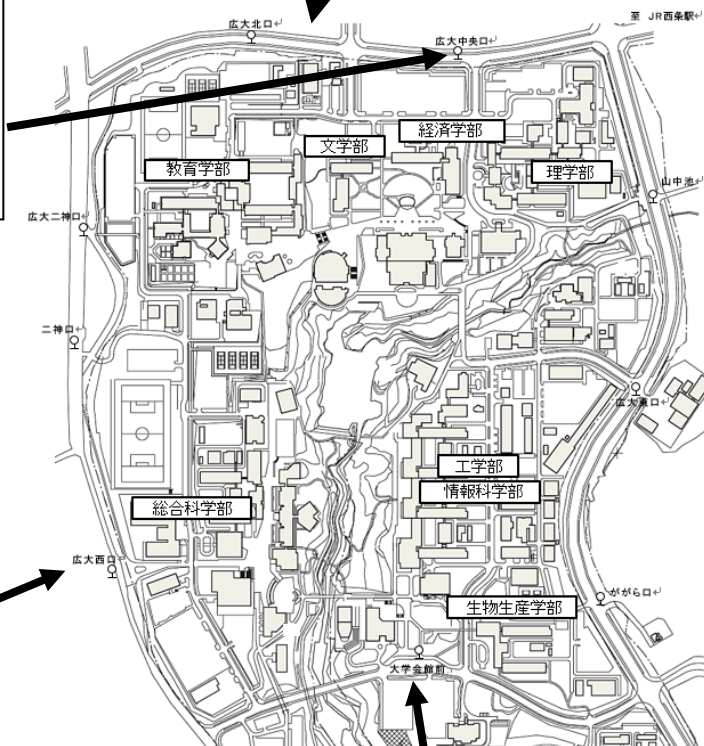 至 JR西条駅
広大北口
広大中央口
経済学部
文学部
教育学部
理学部
山中池
広大二神口
二神口
広大東口
工学部
情報科学部
総合科学部
広大西口
ががら口
生物生産学部
大学会館前